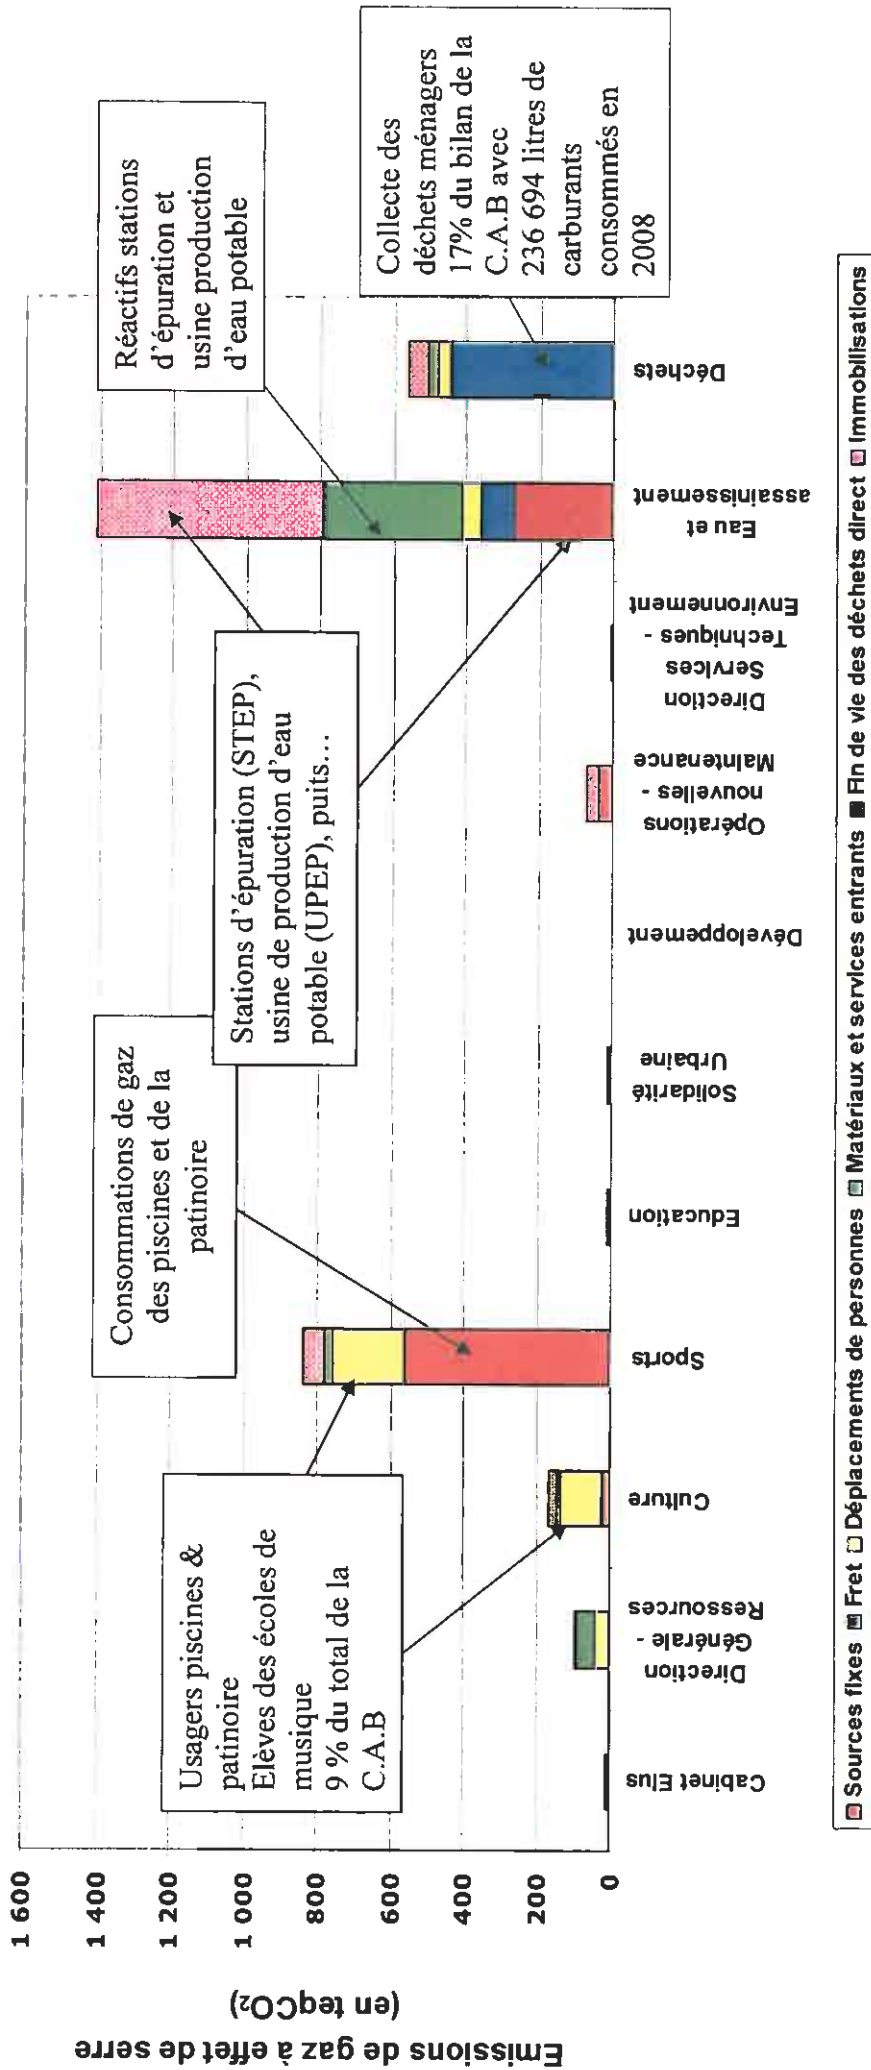 Emissions de gaz à effet de serre
(en teqCO2)
1 600
1 400
1 200
1 000
800
600
400
200
0
Usagers piscines &
patinoire
Elèves des écoles de
musique
9 % du total de la
C.A.B
Consommations de gaz
des piscines et de la
patinoire
Stations d'épuration (STEP),
usine de production d'eau
potable (UPEP), puits…
Réactifs stations
d'épuration et
usine production
d'eau potable
Collecte des
déchets ménagers
17% du bilan de la
C.A.B avec
236 694 litres de
carburants
consommés en
2008
Cabinet Elus
Direction
Générale -
Ressources
Culture
Sports
Education
Solidarité
Urbaine
Développement
Opérations
nouvelles -
Maintenance
Direction
Services
Techniques -
Environnement
Eau et
assainissement
Déchets
Sources fixes Fret Déplacements de personnes Matériaux et services entrants Fin de vie des déchets direct Immobilisations